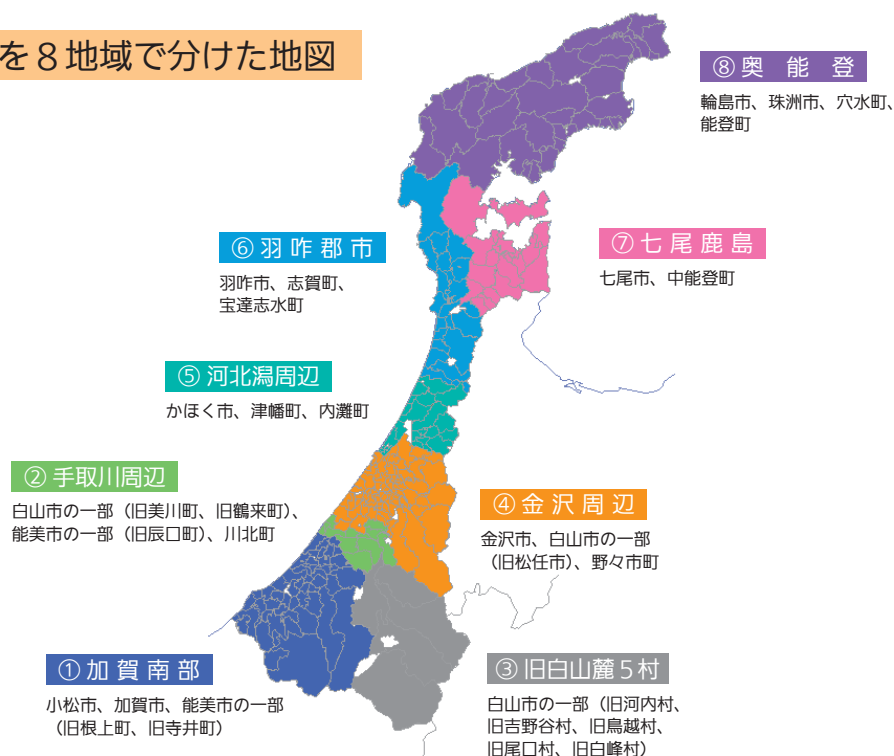 を８地域で分けた地図
⑧奥能登
輪島市、珠洲市、穴水町、
能登町
⑥羽咋郡市
羽咋市、志賀町、
宝達志水町
⑦七尾鹿島
七尾市、中能登町
⑤河北潟周辺
かほく市、津幡町、内灘町
②手取川周辺
白山市の一部（旧美川町、旧鶴来町）、
能美市の一部（旧辰口町）、川北町
④金沢周辺
金沢市、白山市の一部
（旧松任市）、野々市町
①加賀南部
小松市、加賀市、能美市の一部
（旧根上町、旧寺井町）
③旧白山麓５村
白山市の一部（旧河内村、
旧吉野谷村、旧鳥越村、
旧尾口村、旧白峰村）